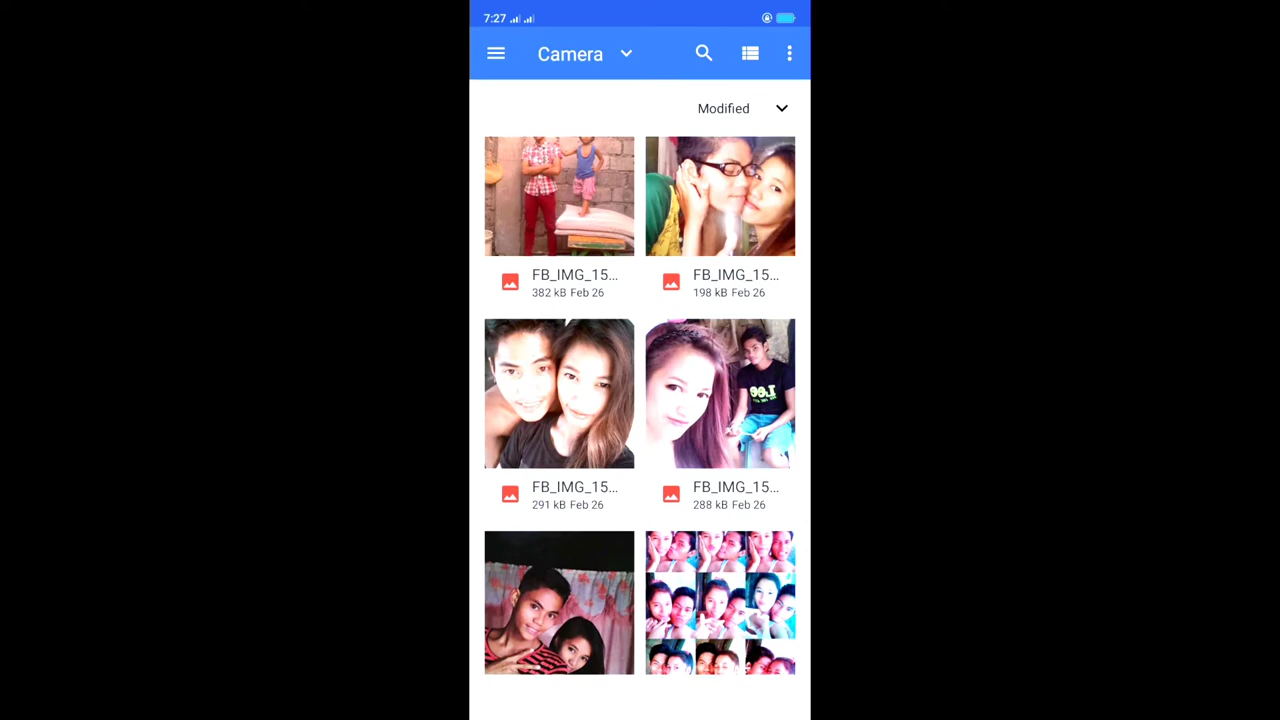 7:27
Camera
Modified
FB_IMG_15...
382 kB Feb 26
FB_IMG_15...
198 kB Feb 26
FB_IMG_15...
291 kB Feb 26
FB_IMG_15...
288 kB Feb 26